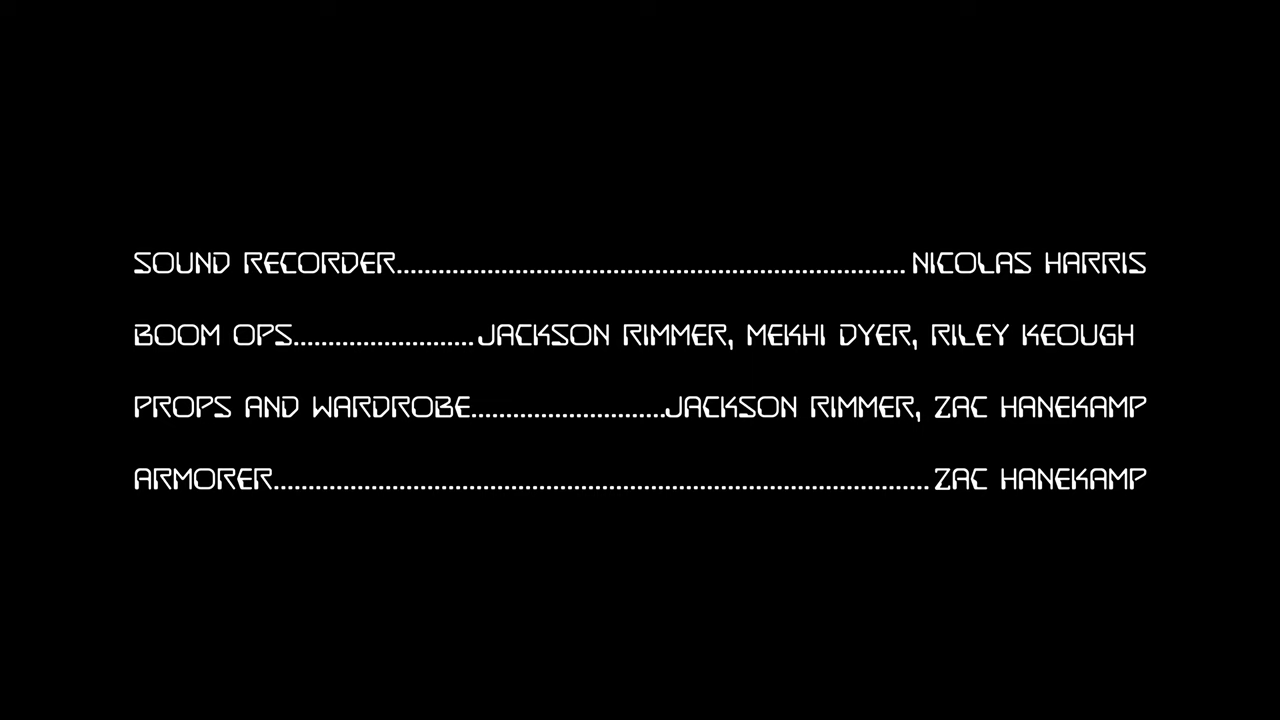 SOUND RECORDER............................................................................ NICOLAS HARRIS
BOOM OPS...........................JACKSON RIMMER, MEKHI DYER, RILEY KEOUGH
PROPS AND WARDROBE.............................JACKSON RIMMER, ZAC HANEKAMP
ARMORER.................................................................................................. ZAC HANEKAMP